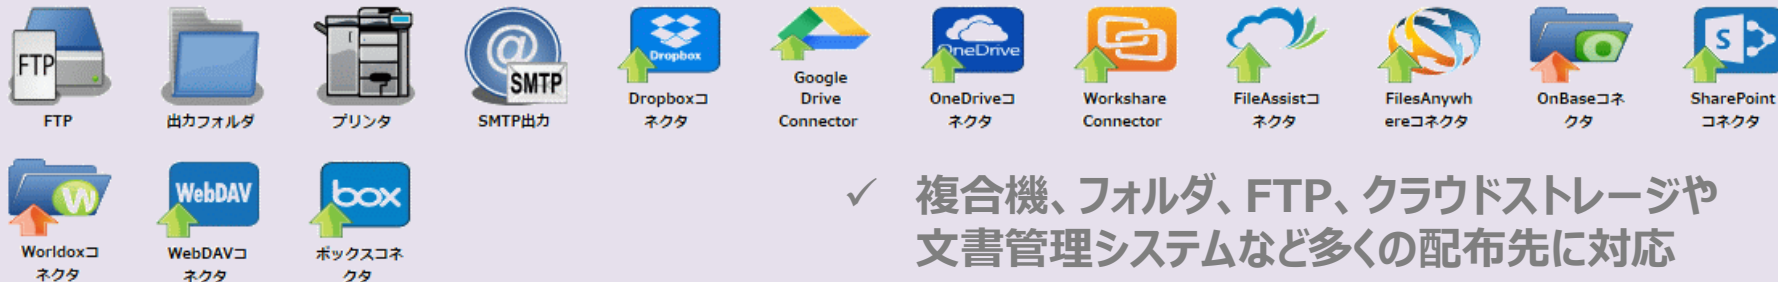 FTP
FTP
出力フォルダ
プリンタ
@
SMTP
SMTP出力
Dropbox
Dropboxコ
ネクタ
Google
Drive
Connector
OneDrive
OneDriveコ
ネクタ
Workshare
Connector
FileAssistコ
ネクタ
FilesAnywh
ereコネクタ
OnBaseコネ
クタ
S
SharePoint
コネクタ
W
Worldoxコ
ネクタ
WebDAV
WebDAVコ
ネクタ
box
ボックスコネ
クタ
✓ 複合機、フォルダ、FTP、クラウドストレージや
文書管理システムなど多くの配布先に対応